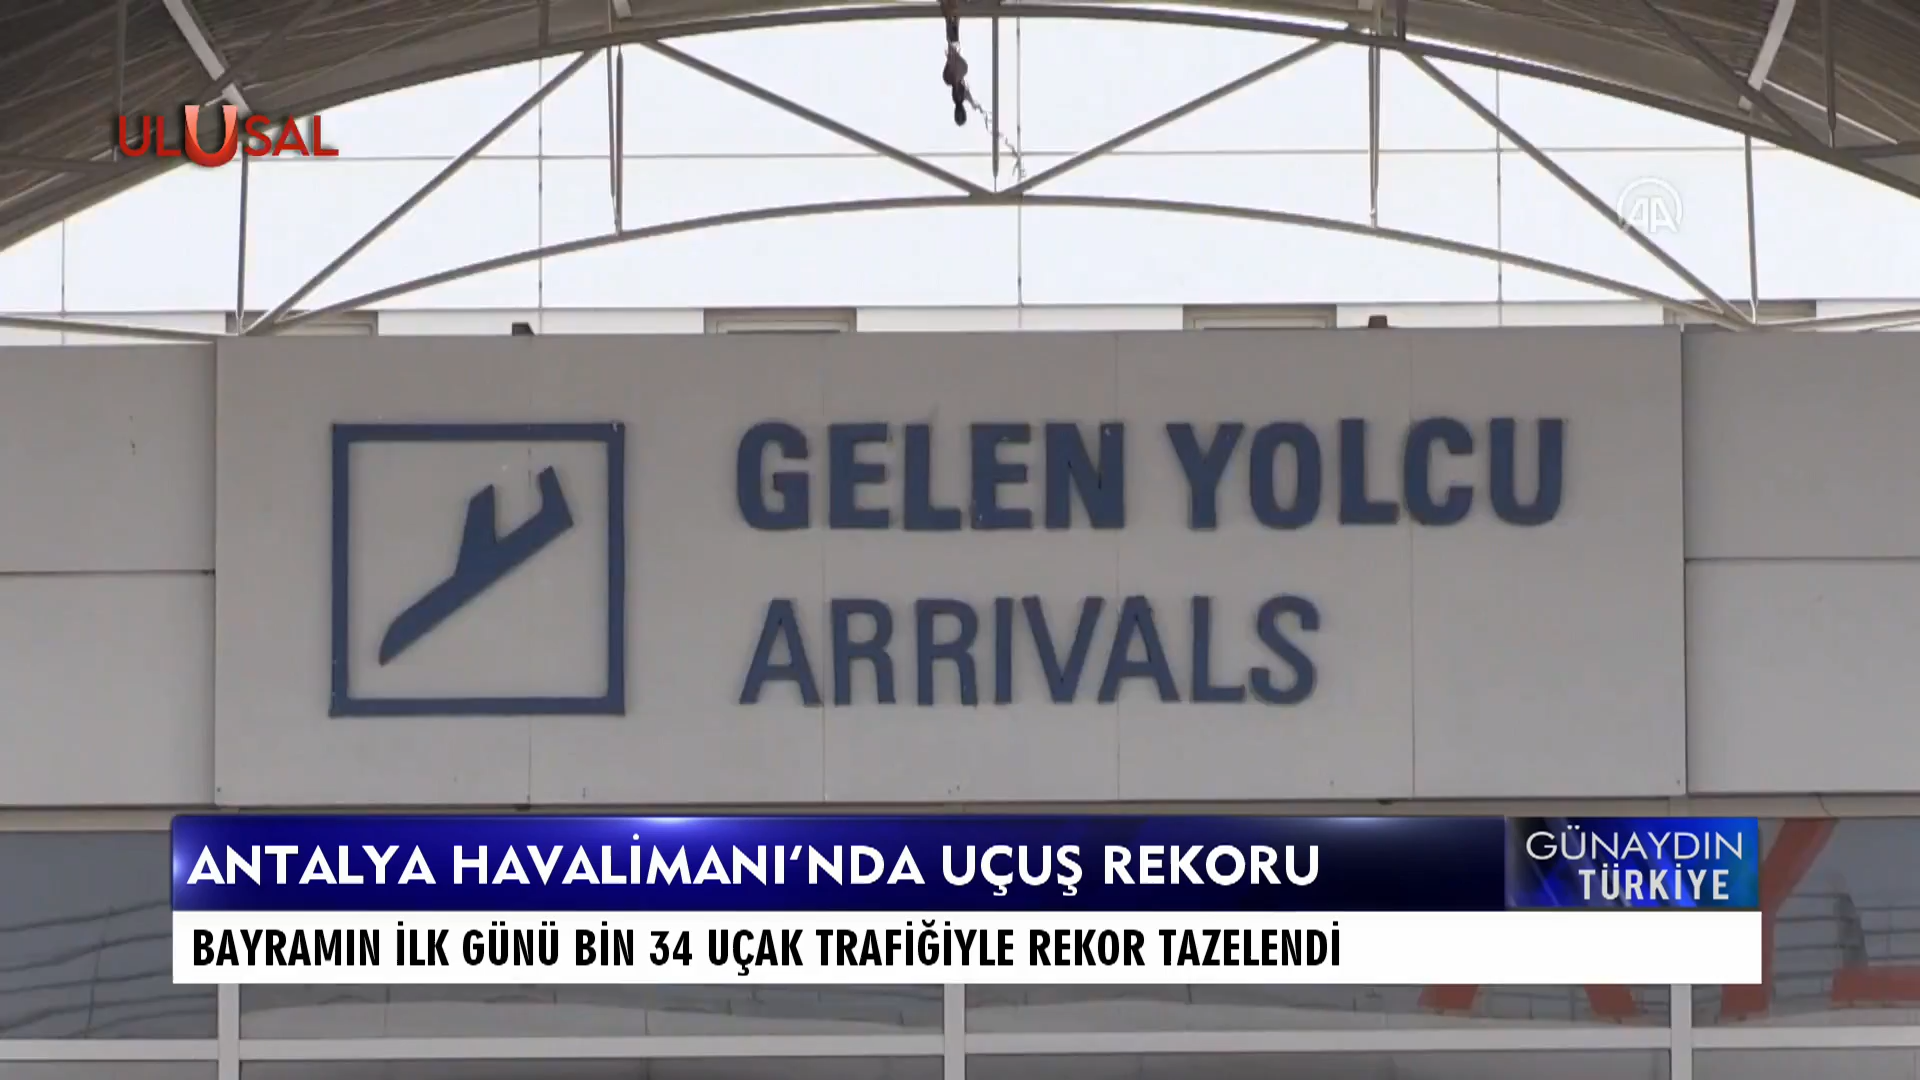 ULUSAL
AA
GELEN YOLCU
ARRIVALS
ANTALYA HAVALİMANI'NDA UÇUŞ REKORU
GÜNAYDIN
TÜRKİYE
BAYRAMIN İLK GÜNÜ BİN 34 UÇAK TRAFİĞİYLE REKOR TAZELENDİ